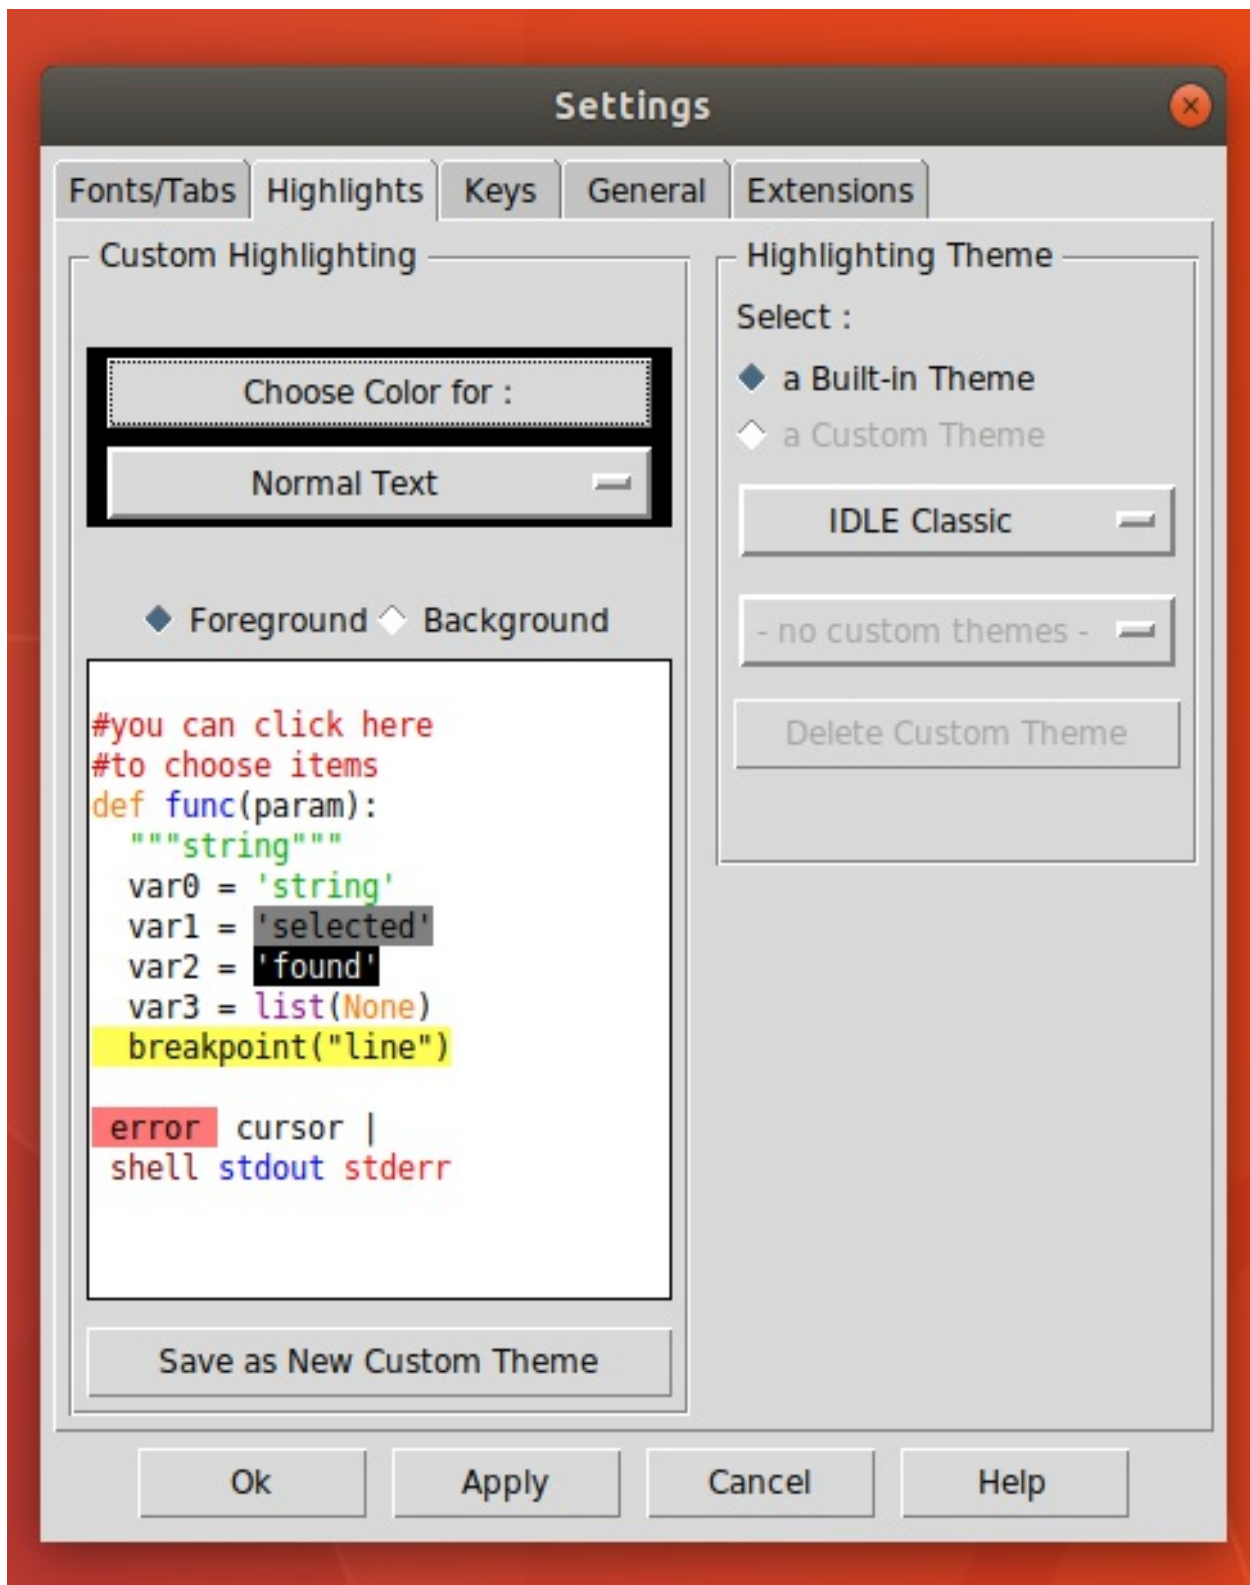 Settings
Fonts/Tabs Highlights Keys General Extensions
Custom Highlighting
Choose Color for :
Normal Text
Foreground Background
#you can click here
#to choose items
def func(param):
  """string"""
  var0 = 'string'
  var1 = 'selected'
  var2 = 'found'
  var3 = list(None)
  breakpoint("line")
 error  cursor |
 shell stdout stderr
Save as New Custom Theme
Highlighting Theme
Select :
a Built-in Theme
a Custom Theme
IDLE Classic
- no custom themes -
Delete Custom Theme
Ok Apply Cancel Help